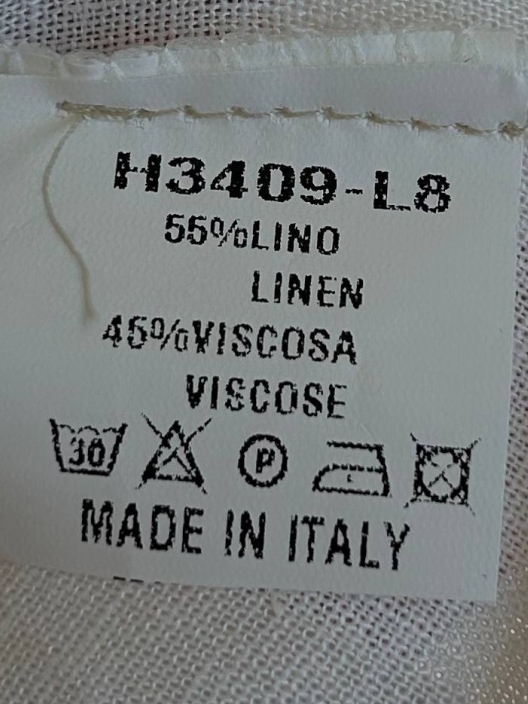 H3409-L8
55%LINO
LINEN
45%VISCOSA
VISCOSE
30 P
MADE IN ITALY